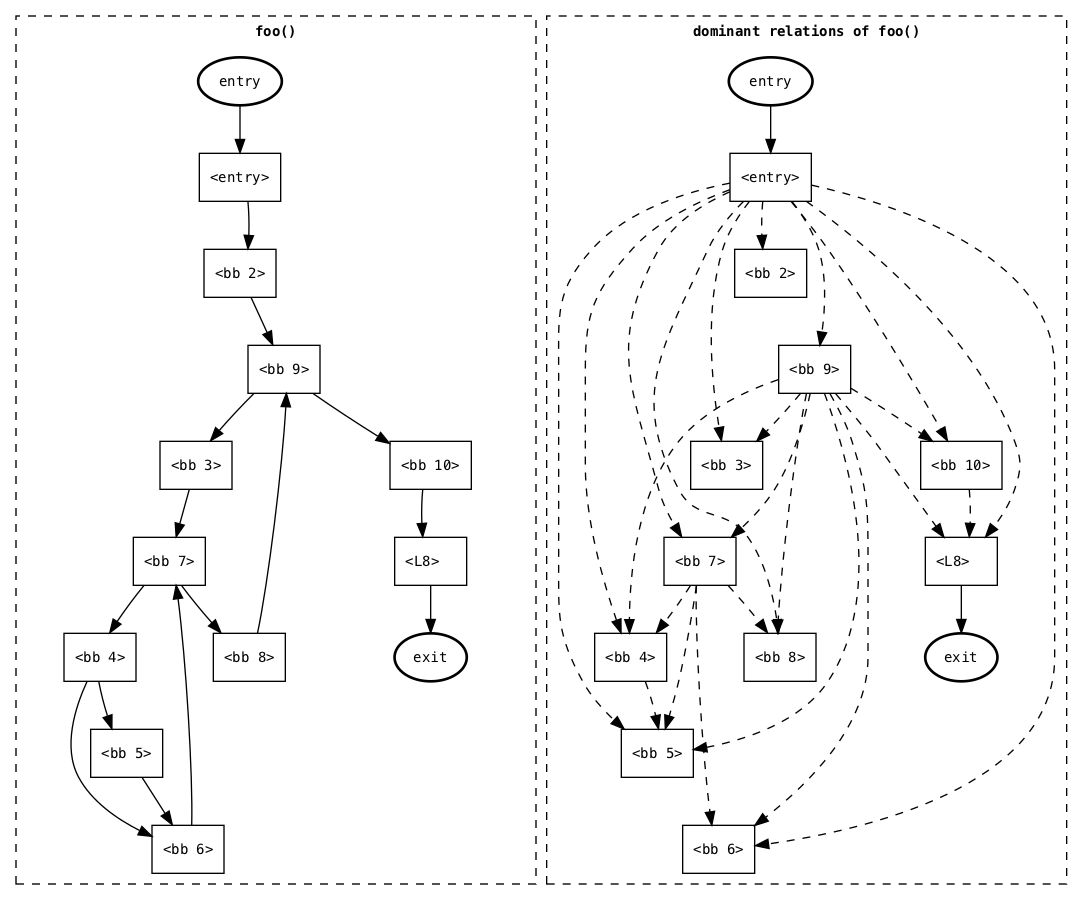 foo()
entry
<entry>
<bb 2>
<bb 9>
<bb 3>
<bb 10>
<bb 7>
<L8>
<bb 4>
<bb 8>
exit
<bb 5>
<bb 6>
dominant relations of foo()
entry
<entry>
<bb 2>
<bb 9>
<bb 3>
<bb 10>
<bb 7>
<L8>
<bb 4>
<bb 8>
exit
<bb 5>
<bb 6>